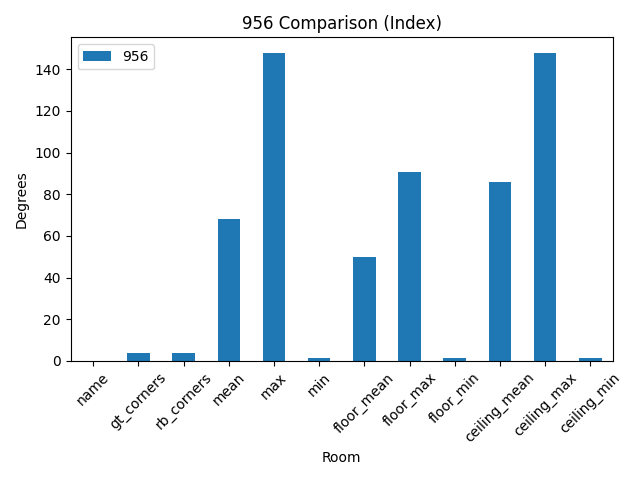 956 Comparison (Index)
956
Degrees
140
120
100
80
60
40
20
0
name
gt_corners
rb_corners
mean
max
min
floor_mean
floor_max
floor_min
ceiling_mean
ceiling_max
ceiling_min
Room